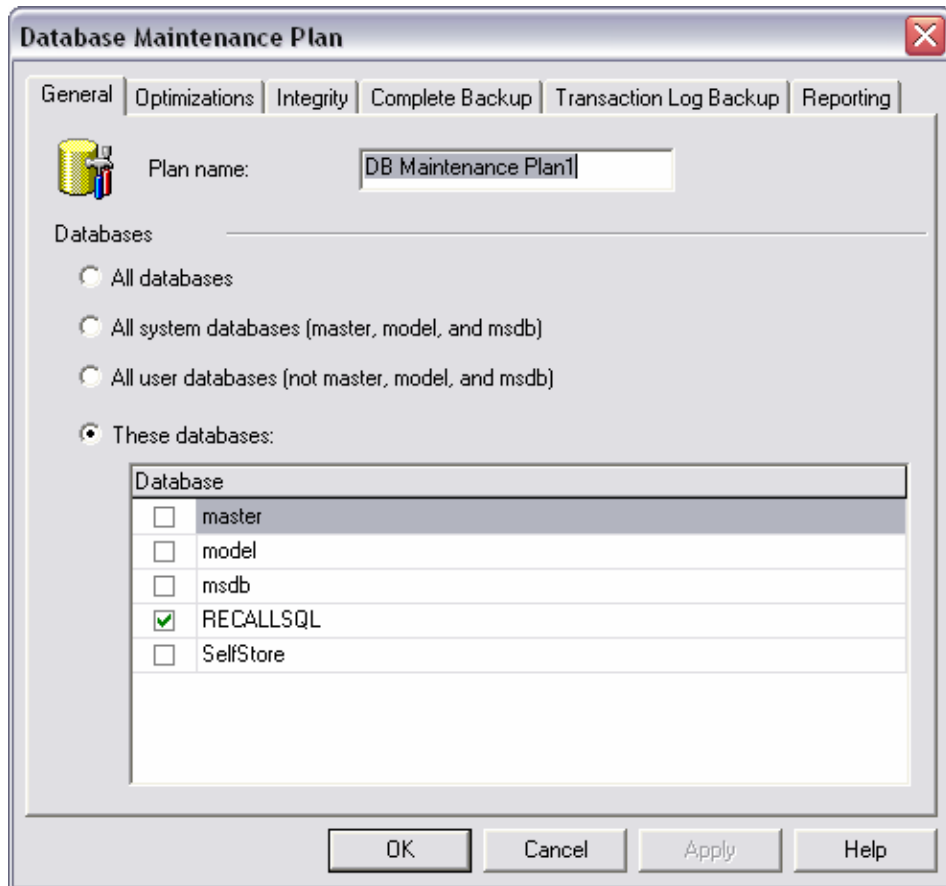 Database Maintenance Plan
General Optimizations Integrity Complete Backup Transaction Log Backup Reporting
Plan name: DB Maintenance Plan1
Databases
All databases
All system databases (master, model, and msdb)
All user databases (not master, model, and msdb)
These databases:
Database
master
model
msdb
RECALLSQL
SelfStore
OK Cancel Apply Help